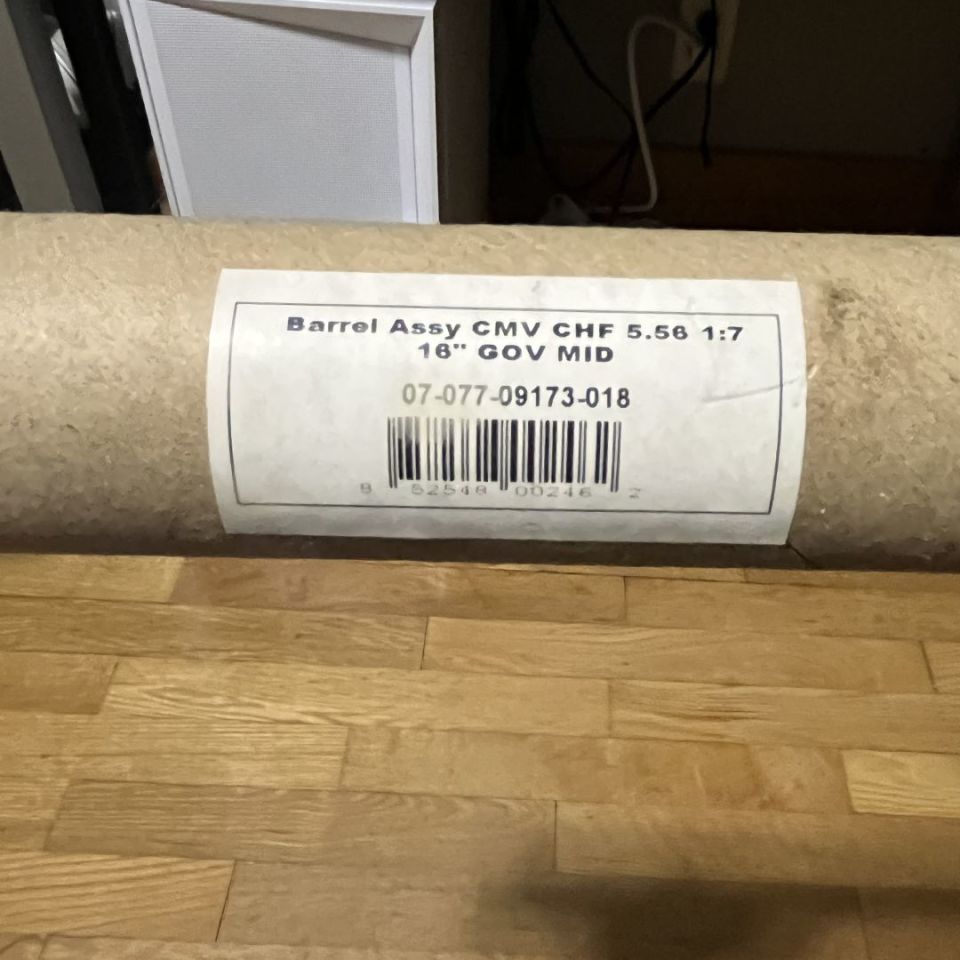 Barrel Assy CMV CHF 5.56 1:7
16" GOV MID
07-077-09173-018
8 52548 00246 2